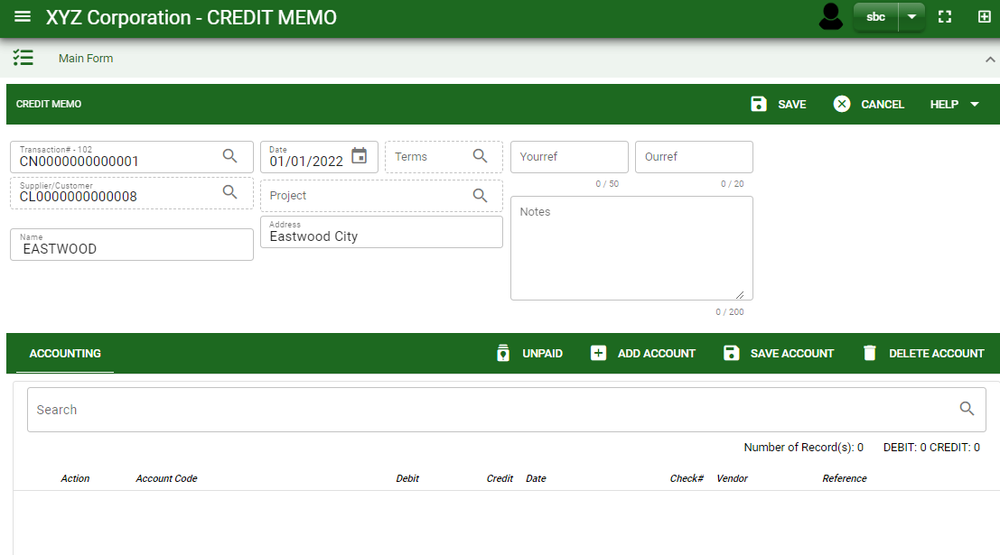 XYZ Corporation - CREDIT MEMO
sbc
Main Form
CREDIT MEMO
SAVE
CANCEL
HELP
Transaction# - 102
CN0000000000001
Date
01/01/2022
Terms
Yourref
Ourref
0 / 50
0 / 20
Supplier/Customer
CL0000000000008
Project
Notes
Name
EASTWOOD
Address
Eastwood City
0 / 200
ACCOUNTING
UNPAID
ADD ACCOUNT
SAVE ACCOUNT
DELETE ACCOUNT
Search
Number of Record(s): 0
DEBIT: 0 CREDIT: 0
Action
Account Code
Debit
Credit
Date
Check#
Vendor
Reference